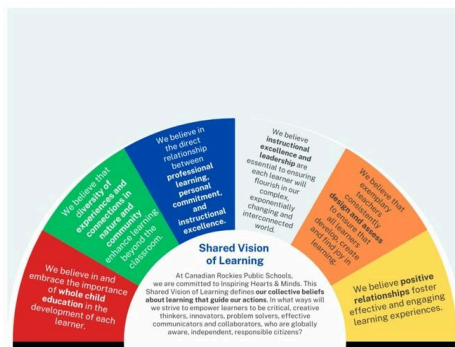 We believe in and
embrace the importance
of whole child
education in the
development of each
learner.
We believe that
diversity of
experiences and
connections in
nature and
community
enhance learning
beyond the
classroom.
We believe in
the direct
relationship
between
professional
learning,
personal
commitment,
and
instructional
excellence.
We believe
instructional
excellence and
leadership are
essential to ensuring
each learner will
flourish in our
complex,
exponentially
changing and
interconnected
world.
We believe that
exemplary
teachers
consistently
design and assess
to ensure that
all learners
develop, create
and find joy in
learning.
We believe positive
relationships foster
effective and engaging
learning experiences.
Shared Vision
of Learning
At Canadian Rockies Public Schools,
we are committed to Inspiring Hearts & Minds. This
Shared Vision of Learning defines our collective beliefs
about learning that guide our actions. In what ways will
we strive to empower learners to be critical, creative
thinkers, innovators, problem solvers, effective
communicators and collaborators, who are globally
aware, independent, responsible citizens?